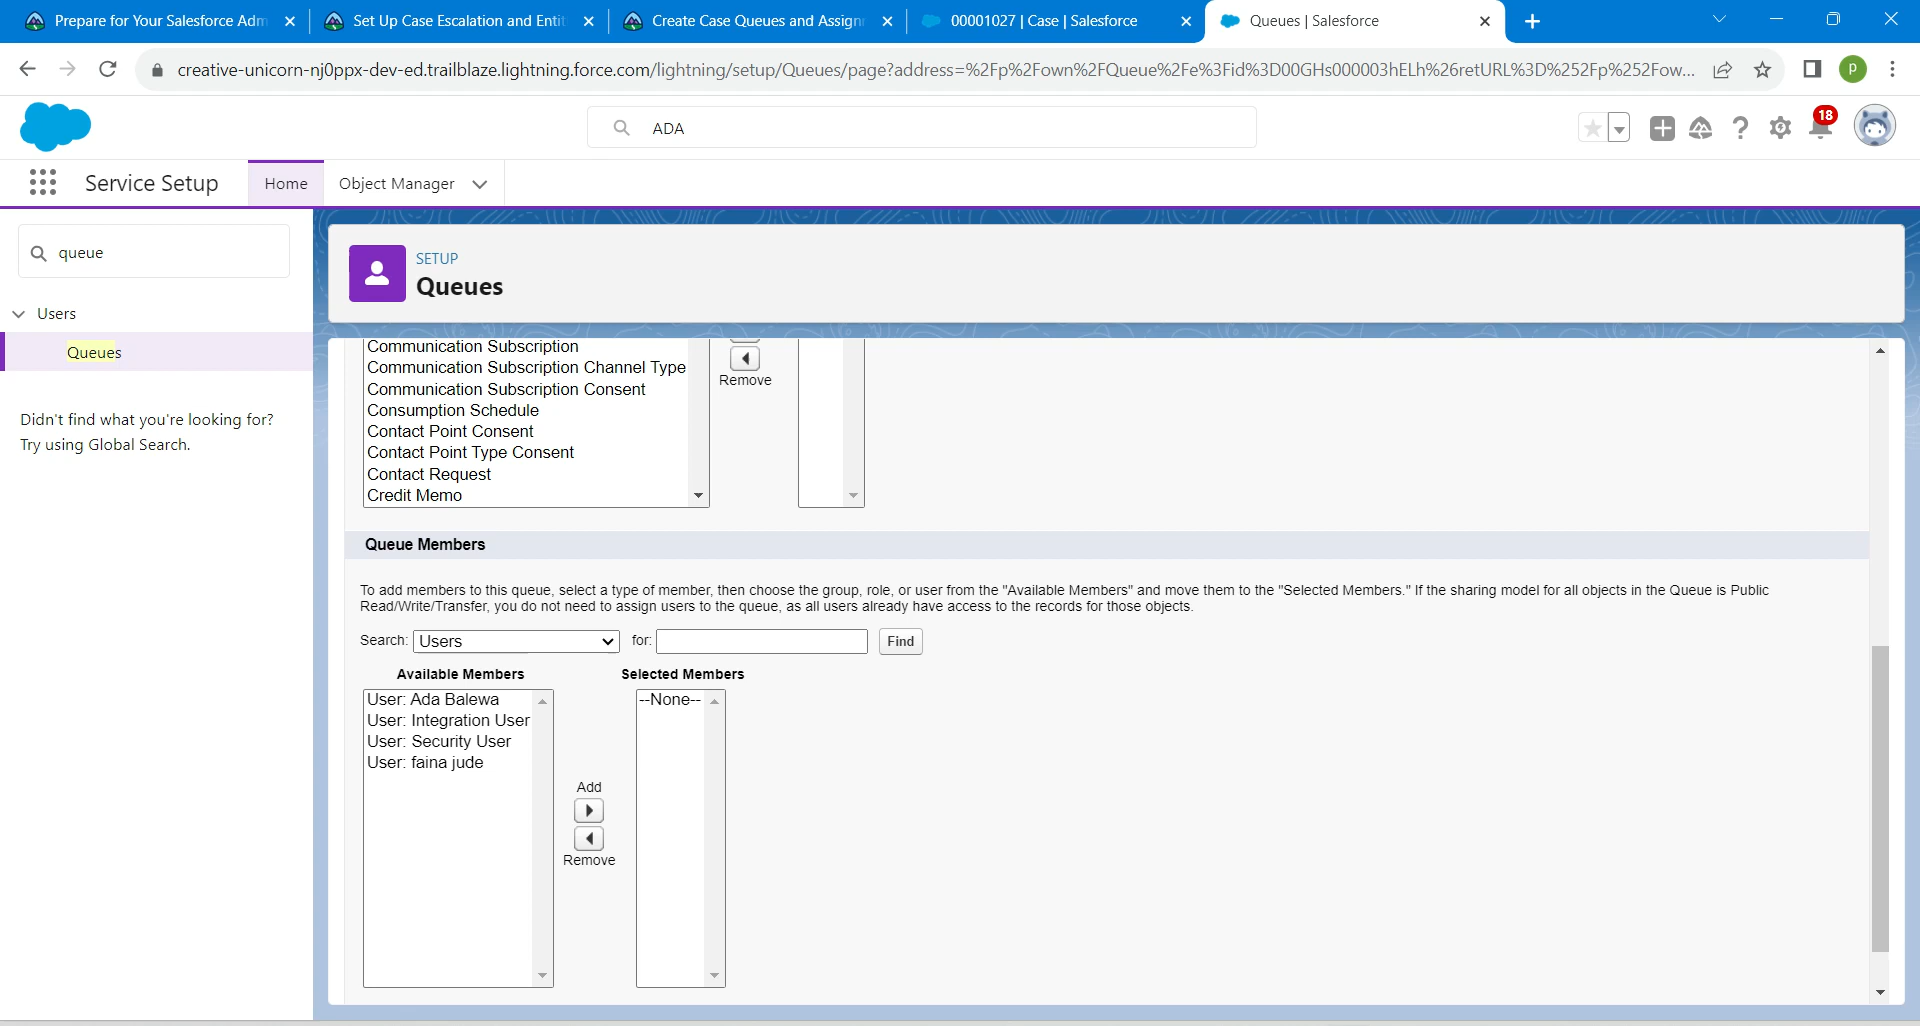 Prepare for Your Salesforce Adm
Set Up Case Escalation and Entit
Create Case Queues and Assignm
00001027 | Case | Salesforce
Queues | Salesforce
creative-unicorn-nj0ppx-dev-ed.trailblaze.lightning.force.com/lightning/setup/Queues/page?address=%2Fp%2Fown%2FQueue%2Fe%3Fid%3D00GHs000003hELh%26retURL%3D%252Fp%252Fow...
P
ADA
18
Service Setup
Home
Object Manager
queue
Users
Queues
Didn't find what you're looking for?
Try using Global Search.
SETUP
Queues
Communication Subscription
Communication Subscription Channel Type
Communication Subscription Consent
Consumption Schedule
Contact Point Consent
Contact Point Type Consent
Contact Request
Credit Memo
Remove
Queue Members
To add members to this queue, select a type of member, then choose the group, role, or user from the "Available Members" and move them to the "Selected Members." If the sharing model for all objects in the Queue is Public
Read/Write/Transfer, you do not need to assign users to the queue, as all users already have access to the records for those objects.
Search: Users for: Find
Available Members
Selected Members
User: Ada Balewa
User: Integration User
User: Security User
User: faina jude
Add
Remove
--None--